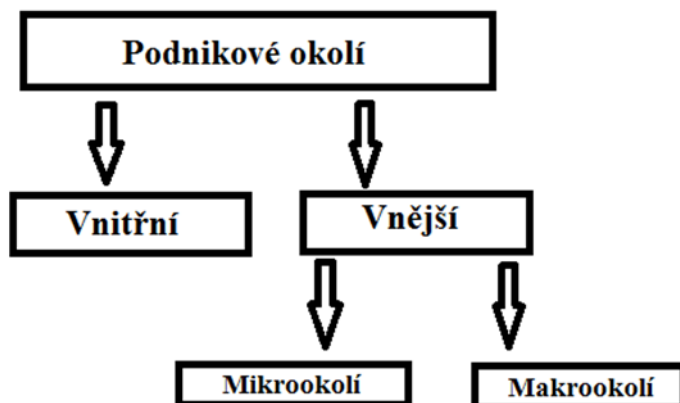 Podnikové okolí
Vnitřní
Vnější
Mikrookolí
Makrookolí